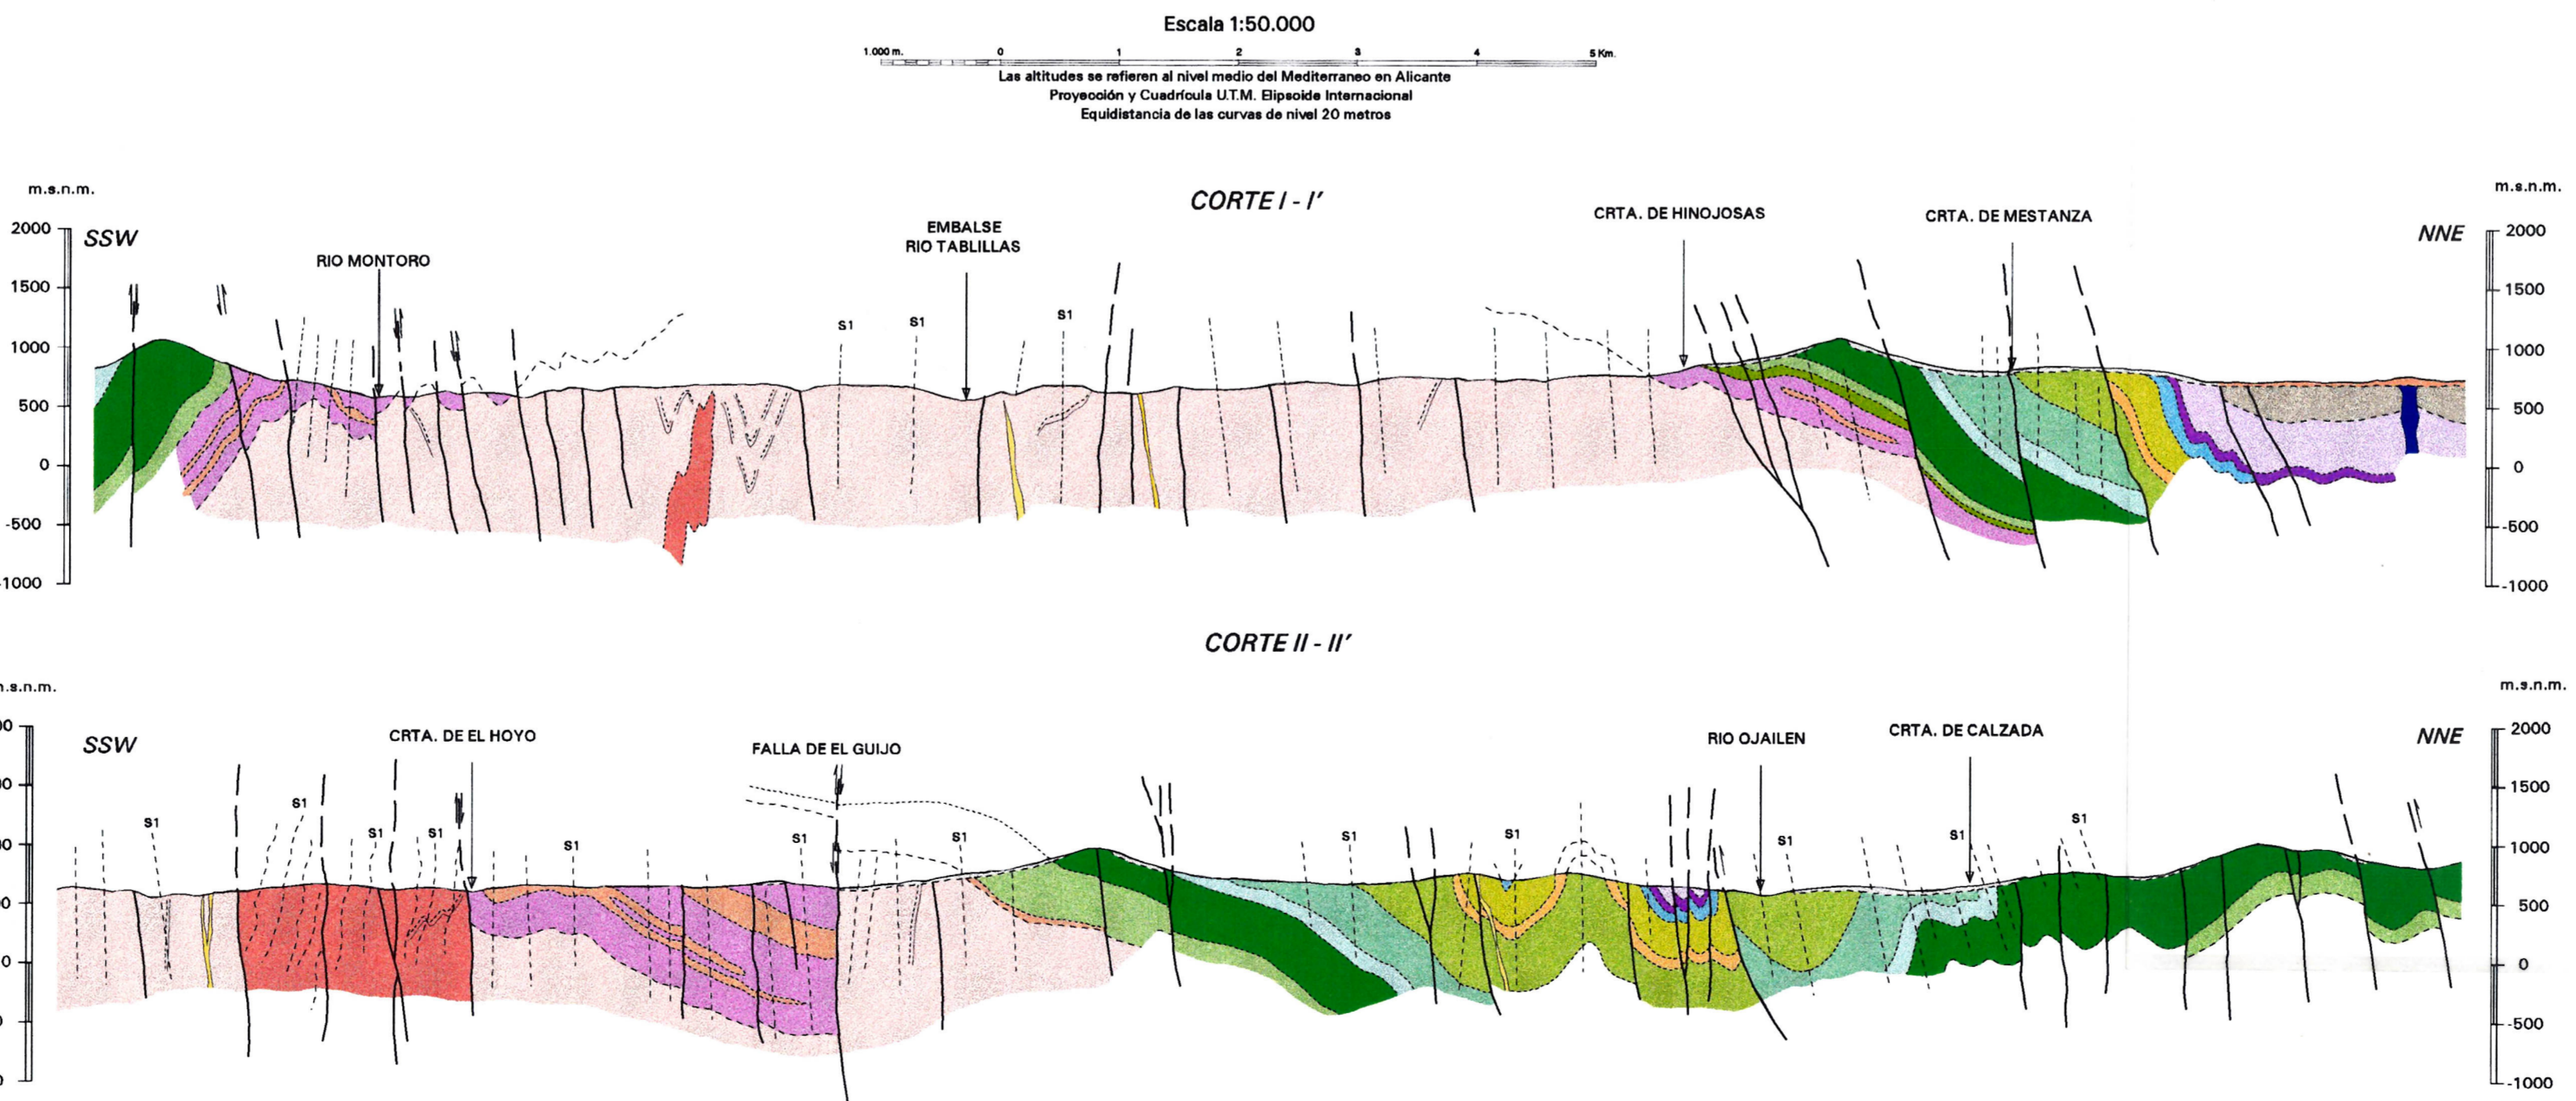 Escala 1:50.000
1.000 m. 0 1 2 3 4 5 Km.
Las altitudes se refieren al nivel medio del Mediterraneo en Alicante
Proyección y Cuadrícula U.T.M. Elipsoide Internacional
Equidistancia de las curvas de nivel 20 metros
m.s.n.m.
CORTE I - I'
m.s.n.m.
2000
SSW
RIO MONTORO
EMBALSE
RIO TABLILLAS
CRTA. DE HINOJOSAS
CRTA. DE MESTANZA
NNE
2000
1500
1500
S1
S1
S1
1000
1000
500
500
0
0
-500
-500
1000
-1000
CORTE II - II'
.s.n.m.
m.s.n.m.
SSW
CRTA. DE EL HOYO
FALLA DE EL GUIJO
RIO OJAILEN
CRTA. DE CALZADA
NNE
2000
1500
S1
S1
S1
S1
S1
S1
S1
S1
S1
S1
S1
S1
1000
500
0
-500
-1000